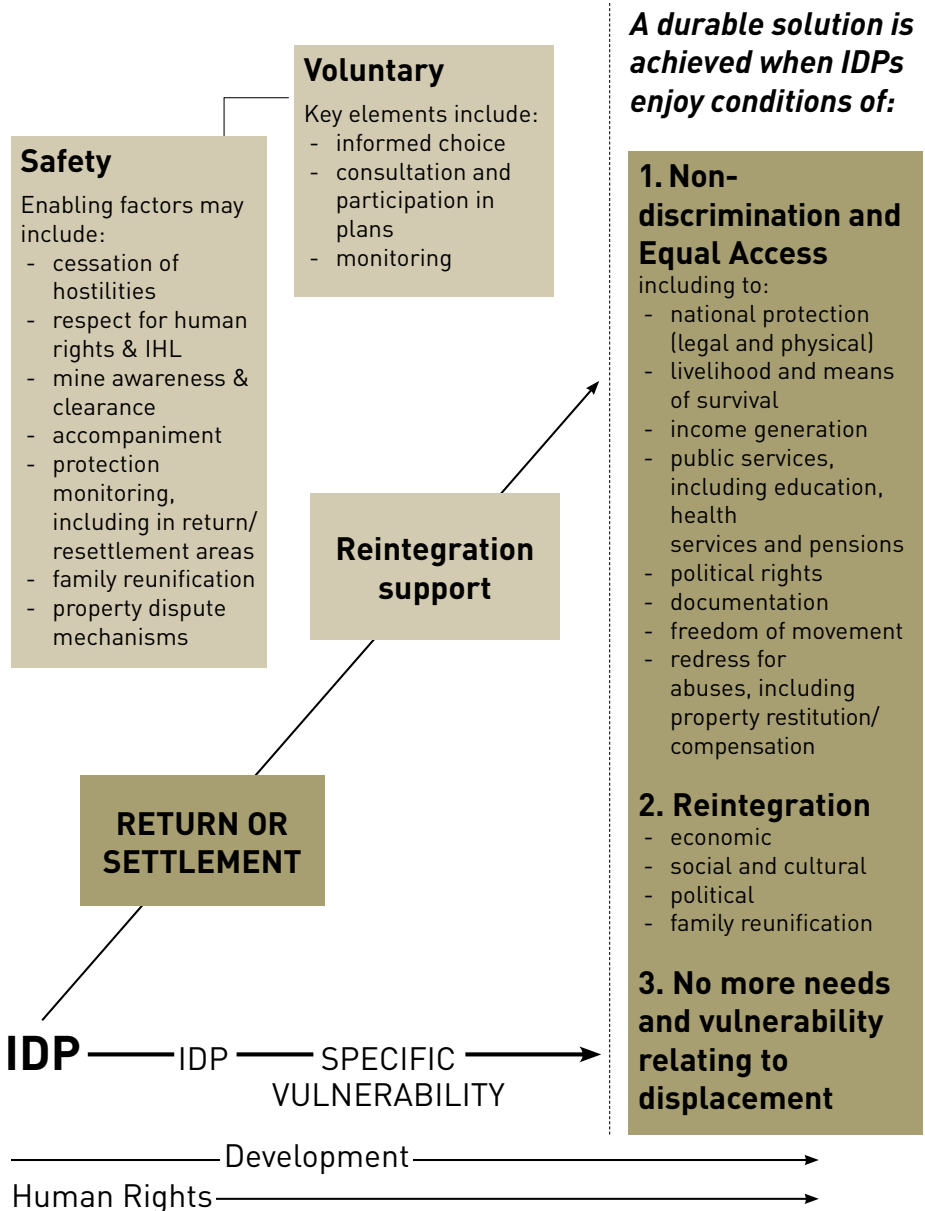 Voluntary
Key elements include:
- informed choice
- consultation and
participation in
plans
- monitoring
Safety
Enabling factors may
include:
- cessation of
hostilities
- respect for human
rights & IHL
- mine awareness &
clearance
- accompaniment
- protection
monitoring,
including in return/
resettlement areas
- family reunification
- property dispute
mechanisms
Reintegration
support
RETURN OR
SETTLEMENT
IDP
IDP
SPECIFIC
VULNERABILITY
Development
Human Rights
A durable solution is
achieved when IDPs
enjoy conditions of:
1. Non-
discrimination and
Equal Access
including to:
- national protection
(legal and physical)
- livelihood and means
of survival
- income generation
- public services,
including education,
health
services and pensions
- political rights
- documentation
- freedom of movement
- redress for
abuses, including
property restitution/
compensation
2. Reintegration
- economic
- social and cultural
- political
- family reunification
3. No more needs
and vulnerability
relating to
displacement